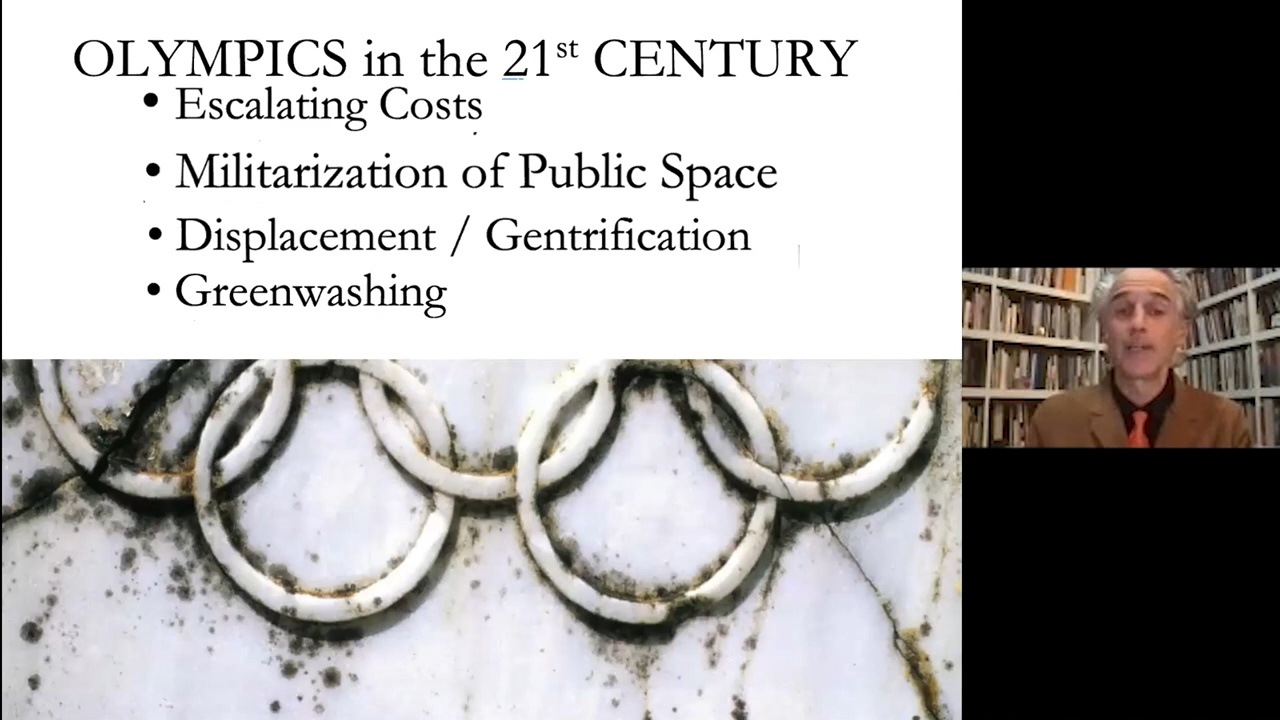 OLYMPICS in the 21st CENTURY
• Escalating Costs
• Militarization of Public Space
• Displacement / Gentrification
• Greenwashing